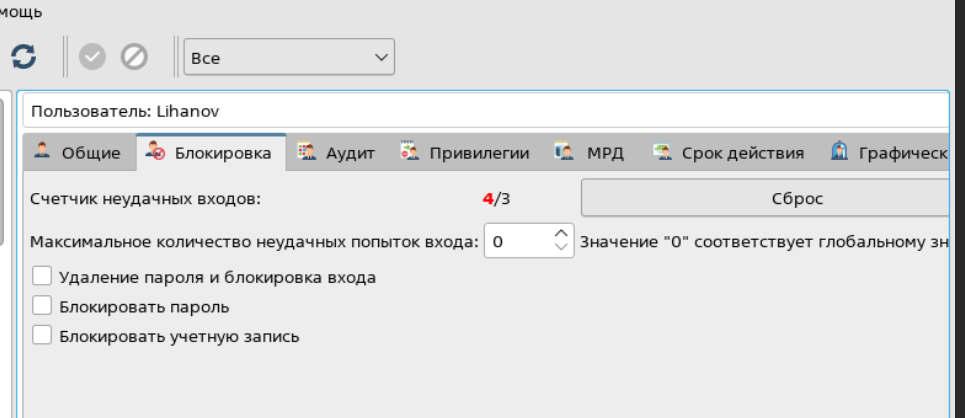 мощь
Все
Пользователь: Lihanov
Общие Блокировка Аудит Привилегии МРД Срок действия Графическ
Счетчик неудачных входов: 4/3 Сброс
Максимальное количество неудачных попыток входа: 0 Значение "0" соответствует глобальному зн
Удаление пароля и блокировка входа
Блокировать пароль
Блокировать учетную запись